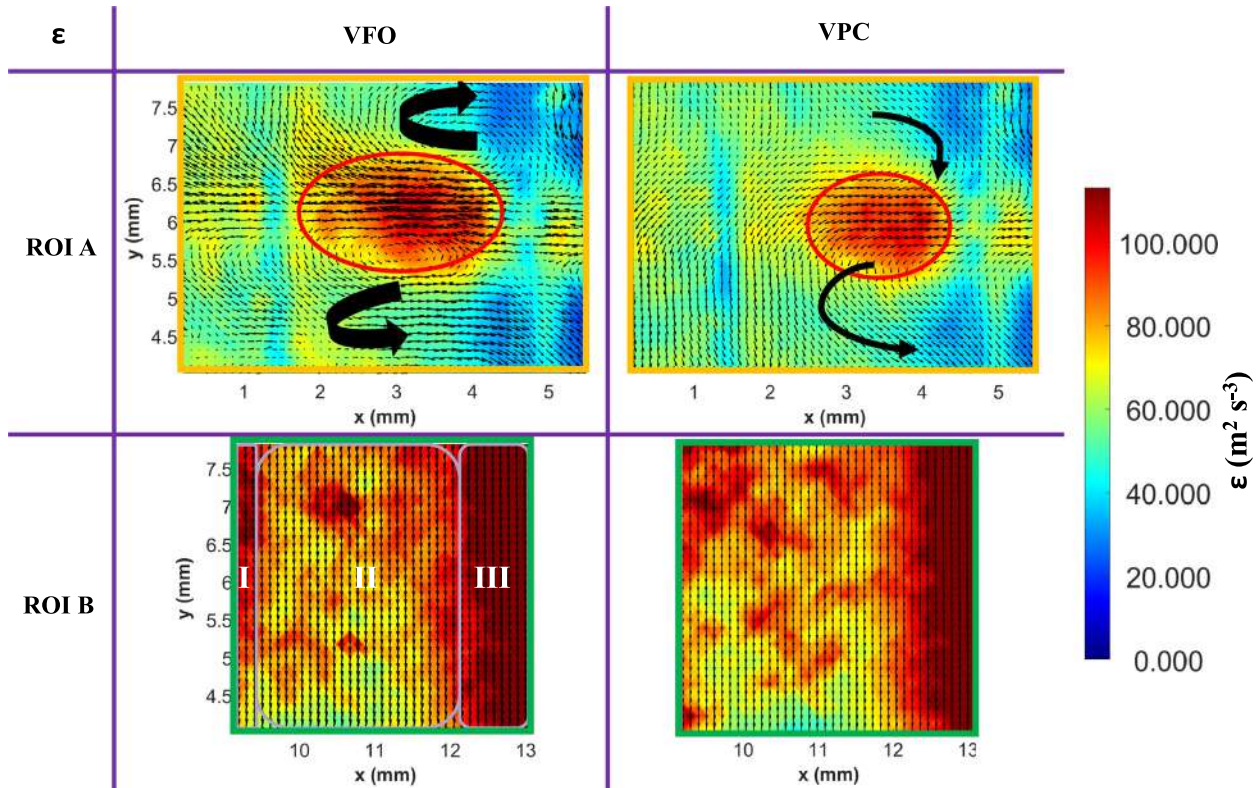 ε VFO VPC
ROI A
7.5
7
6.5
6
5.5
5
4.5
y (mm)
1 2 3 4 5
x (mm)
1 2 3 4 5
x (mm)
ROI B
7.5
7
6.5
6
5.5
5
4.5
y (mm)
I II III
10 11 12 13
x (mm)
10 11 12 13
x (mm)
100.000
80.000
60.000
40.000
20.000
0.000
ε (m² s⁻³)